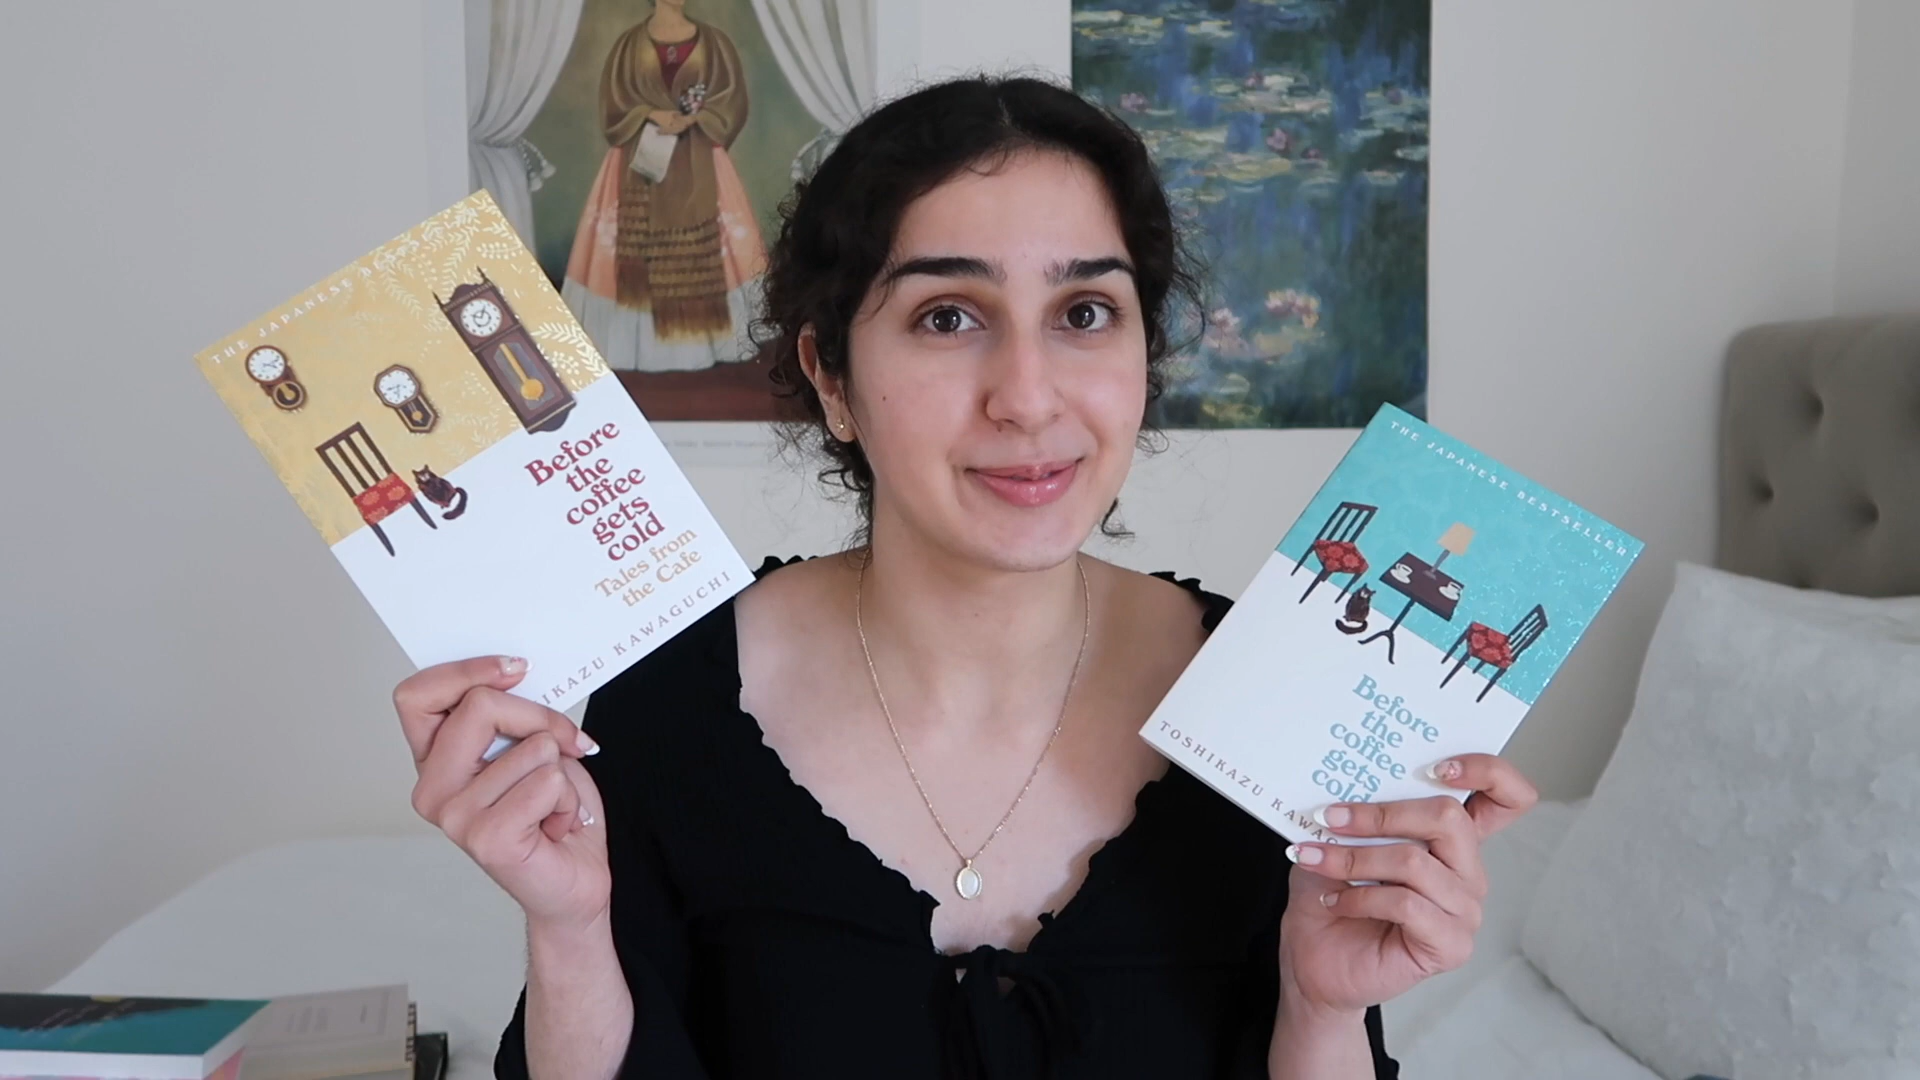 THE JAPANESE BEST
Before
the
coffee
gets
cold
Tales from
the Cafe
IKAZU KAWAGUCHI
THE JAPANESE BESTSELLER
Before
the
coffee
gets
cold
TOSHIKAZU KAWAG